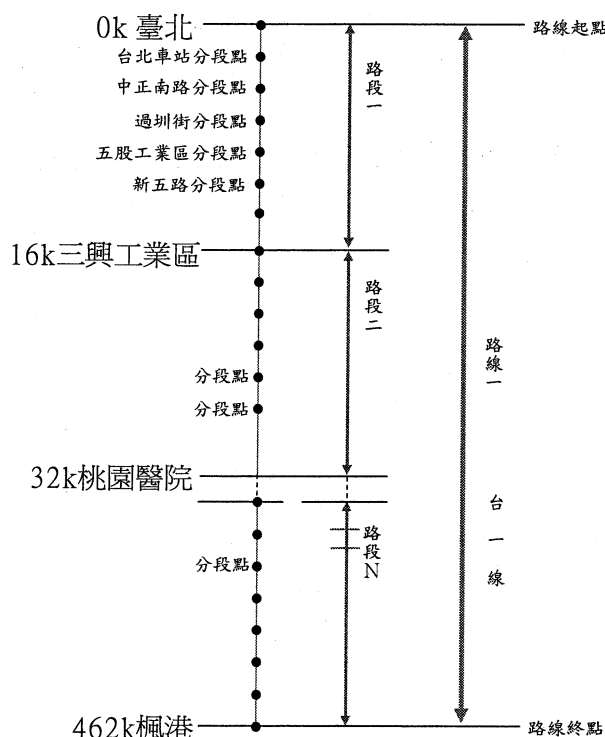 0k 臺北
路線起點
台北車站分段點
中正南路分段點
過圳街分段點
五股工業區分段點
新五路分段點
路段一
16k三興工業區
路段二
路線一
分段點
分段點
32k桃園醫院
台一線
路段N
分段點
462k楓港
路線終點